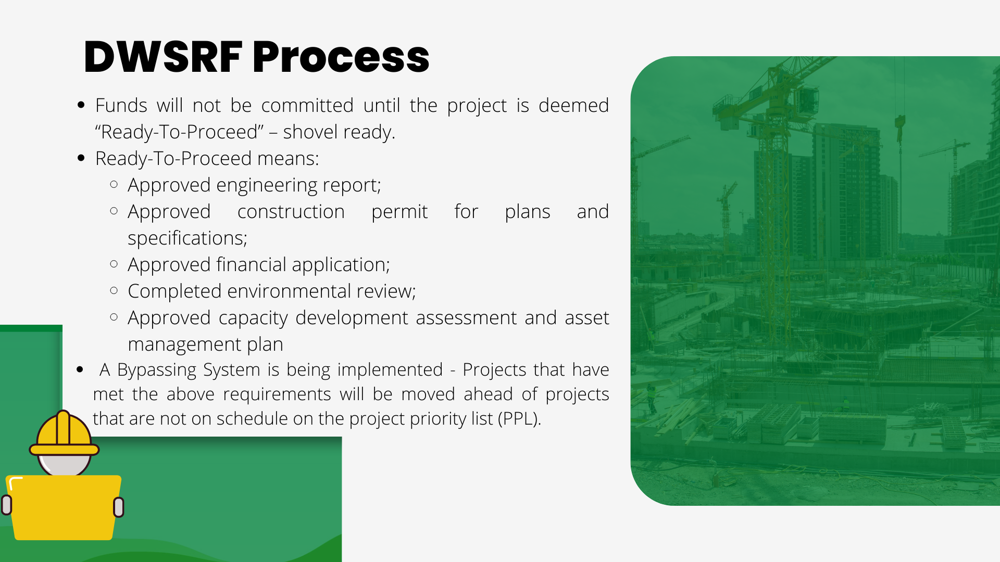 DWSRF Process
• Funds will not be committed until the project is deemed
“Ready-To-Proceed” – shovel ready.
• Ready-To-Proceed means:
○ Approved engineering report;
○ Approved construction permit for plans and
specifications;
○ Approved financial application;
○ Completed environmental review;
○ Approved capacity development assessment and asset
management plan
• A Bypassing System is being implemented - Projects that have
met the above requirements will be moved ahead of projects
that are not on schedule on the project priority list (PPL).